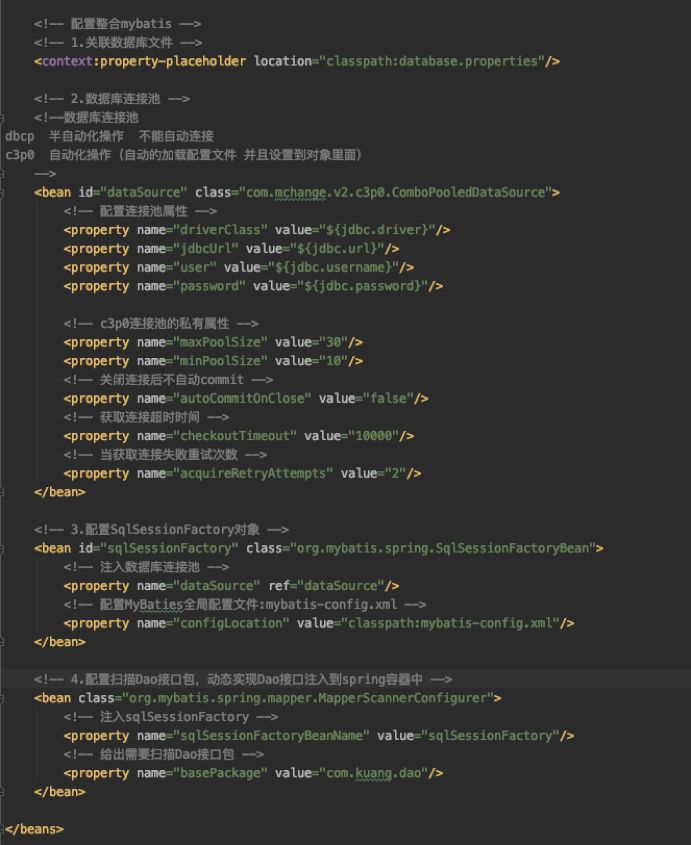 <!-- 配置整合mybatis -->
<!-- 1.关联数据库文件 -->
<context:property-placeholder location="classpath:database.properties"/>
<!-- 2.数据库连接池 -->
<!--数据库连接池
dbcp  半自动化操作  不能自动连接
c3p0  自动化操作（自动的加载配置文件 并且设置到对象里面）
-->
<bean id="dataSource" class="com.mchange.v2.c3p0.ComboPooledDataSource">
<!-- 配置连接池属性 -->
<property name="driverClass" value="${jdbc.driver}"/>
<property name="jdbcUrl" value="${jdbc.url}"/>
<property name="user" value="${jdbc.username}"/>
<property name="password" value="${jdbc.password}"/>
<!-- c3p0连接池的私有属性 -->
<property name="maxPoolSize" value="30"/>
<property name="minPoolSize" value="10"/>
<!-- 关闭连接后不自动commit -->
<property name="autoCommitOnClose" value="false"/>
<!-- 获取连接超时时间 -->
<property name="checkoutTimeout" value="10000"/>
<!-- 当获取连接失败重试次数 -->
<property name="acquireRetryAttempts" value="2"/>
</bean>
<!-- 3.配置SqlSessionFactory对象 -->
<bean id="sqlSessionFactory" class="org.mybatis.spring.SqlSessionFactoryBean">
<!-- 注入数据库连接池 -->
<property name="dataSource" ref="dataSource"/>
<!-- 配置MyBaties全局配置文件:mybatis-config.xml -->
<property name="configLocation" value="classpath:mybatis-config.xml"/>
</bean>
<!-- 4.配置扫描Dao接口包，动态实现Dao接口注入到spring容器中 -->
<bean class="org.mybatis.spring.mapper.MapperScannerConfigurer">
<!-- 注入sqlSessionFactory -->
<property name="sqlSessionFactoryBeanName" value="sqlSessionFactory"/>
<!-- 给出需要扫描Dao接口包 -->
<property name="basePackage" value="com.kuang.dao"/>
</bean>
</beans>